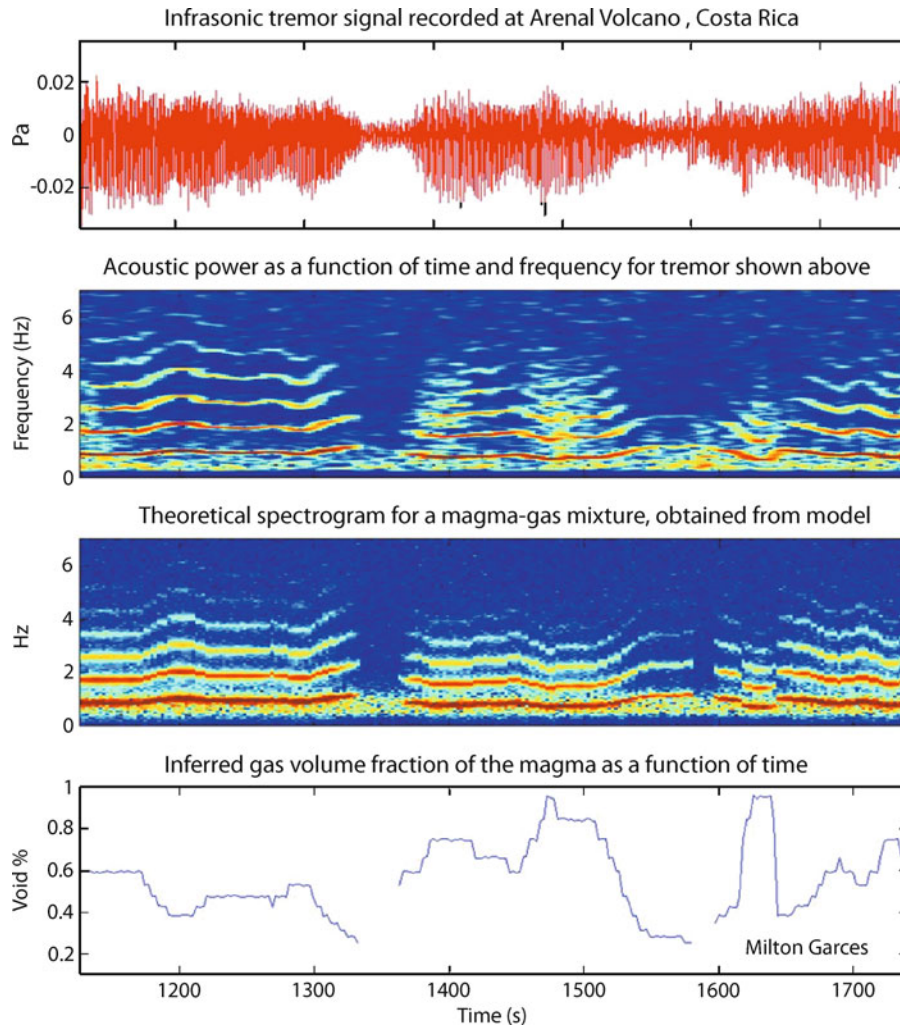 Infrasonic tremor signal recorded at Arenal Volcano , Costa Rica
0.02
0
-0.02
Pa
Acoustic power as a function of time and frequency for tremor shown above
6
4
2
0
Frequency (Hz)
Theoretical spectrogram for a magma-gas mixture, obtained from model
6
4
2
0
Hz
Inferred gas volume fraction of the magma as a function of time
1
0.8
0.6
0.4
0.2
Void %
Milton Garces
1200 1300 1400 1500 1600 1700
Time (s)